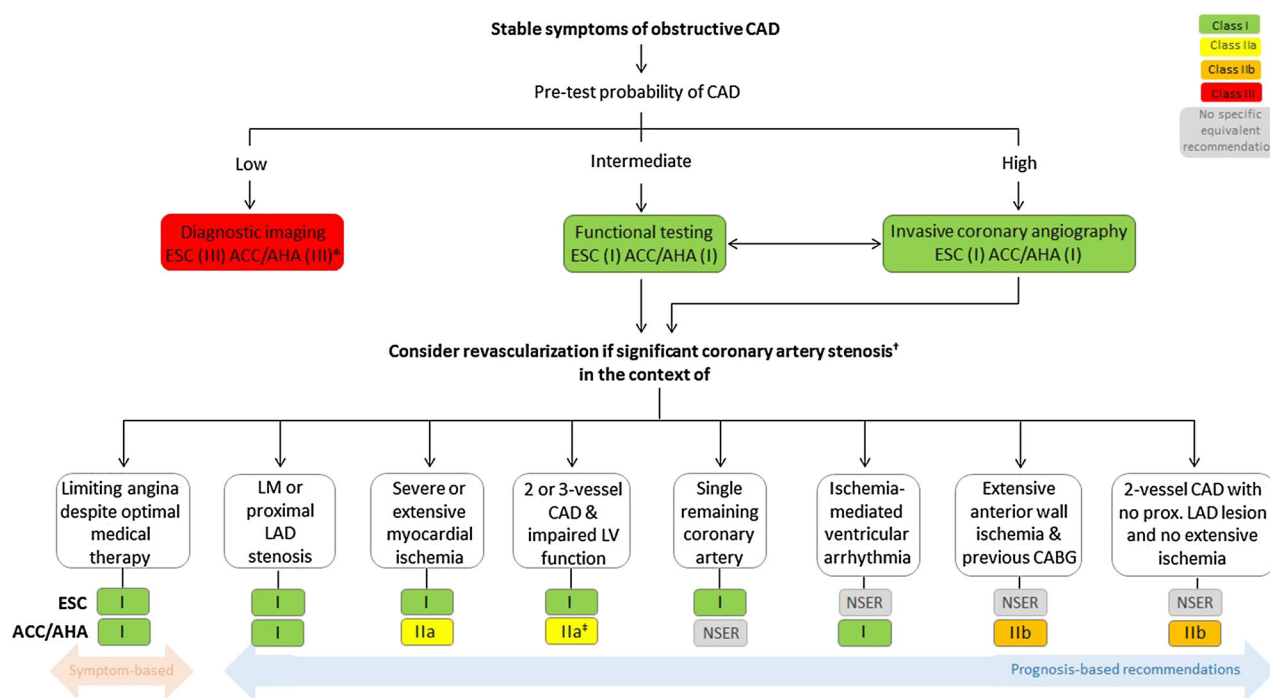 Stable symptoms of obstructive CAD
Class I
Class IIa
Class IIb
Class III
No specific
equivalent
recommendation
Pre-test probability of CAD
Low
Intermediate
High
Diagnostic imaging
ESC (III) ACC/AHA (III)*
Functional testing
ESC (I) ACC/AHA (I)
Invasive coronary angiography
ESC (I) ACC/AHA (I)
Consider revascularization if significant coronary artery stenosis†
in the context of
Limiting angina
despite optimal
medical
therapy
LM or
proximal
LAD
stenosis
Severe or
extensive
myocardial
ischemia
2 or 3-vessel
CAD &
impaired LV
function
Single
remaining
coronary
artery
Ischemia-
mediated
ventricular
arrhythmia
Extensive
anterior wall
ischemia &
previous CABG
2-vessel CAD with
no prox. LAD lesion
and no extensive
ischemia
ESC I I I I I NSER NSER NSER
ACC/AHA I I IIa IIa‡ NSER I IIb IIb
Symptom-based
Prognosis-based recommendations